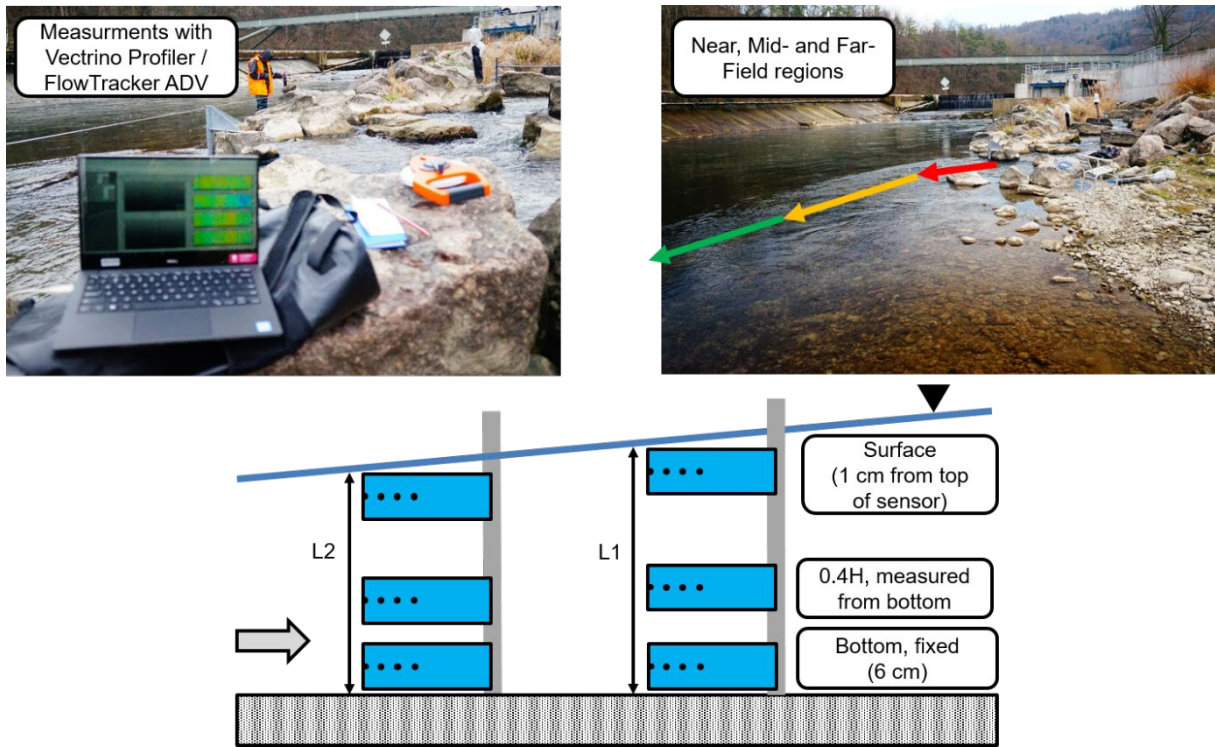 Measurments with
Vectrino Profiler /
FlowTracker ADV
Near, Mid- and Far-
Field regions
Surface
(1 cm from top
of sensor)
L2
L1
0.4H, measured
from bottom
Bottom, fixed
(6 cm)